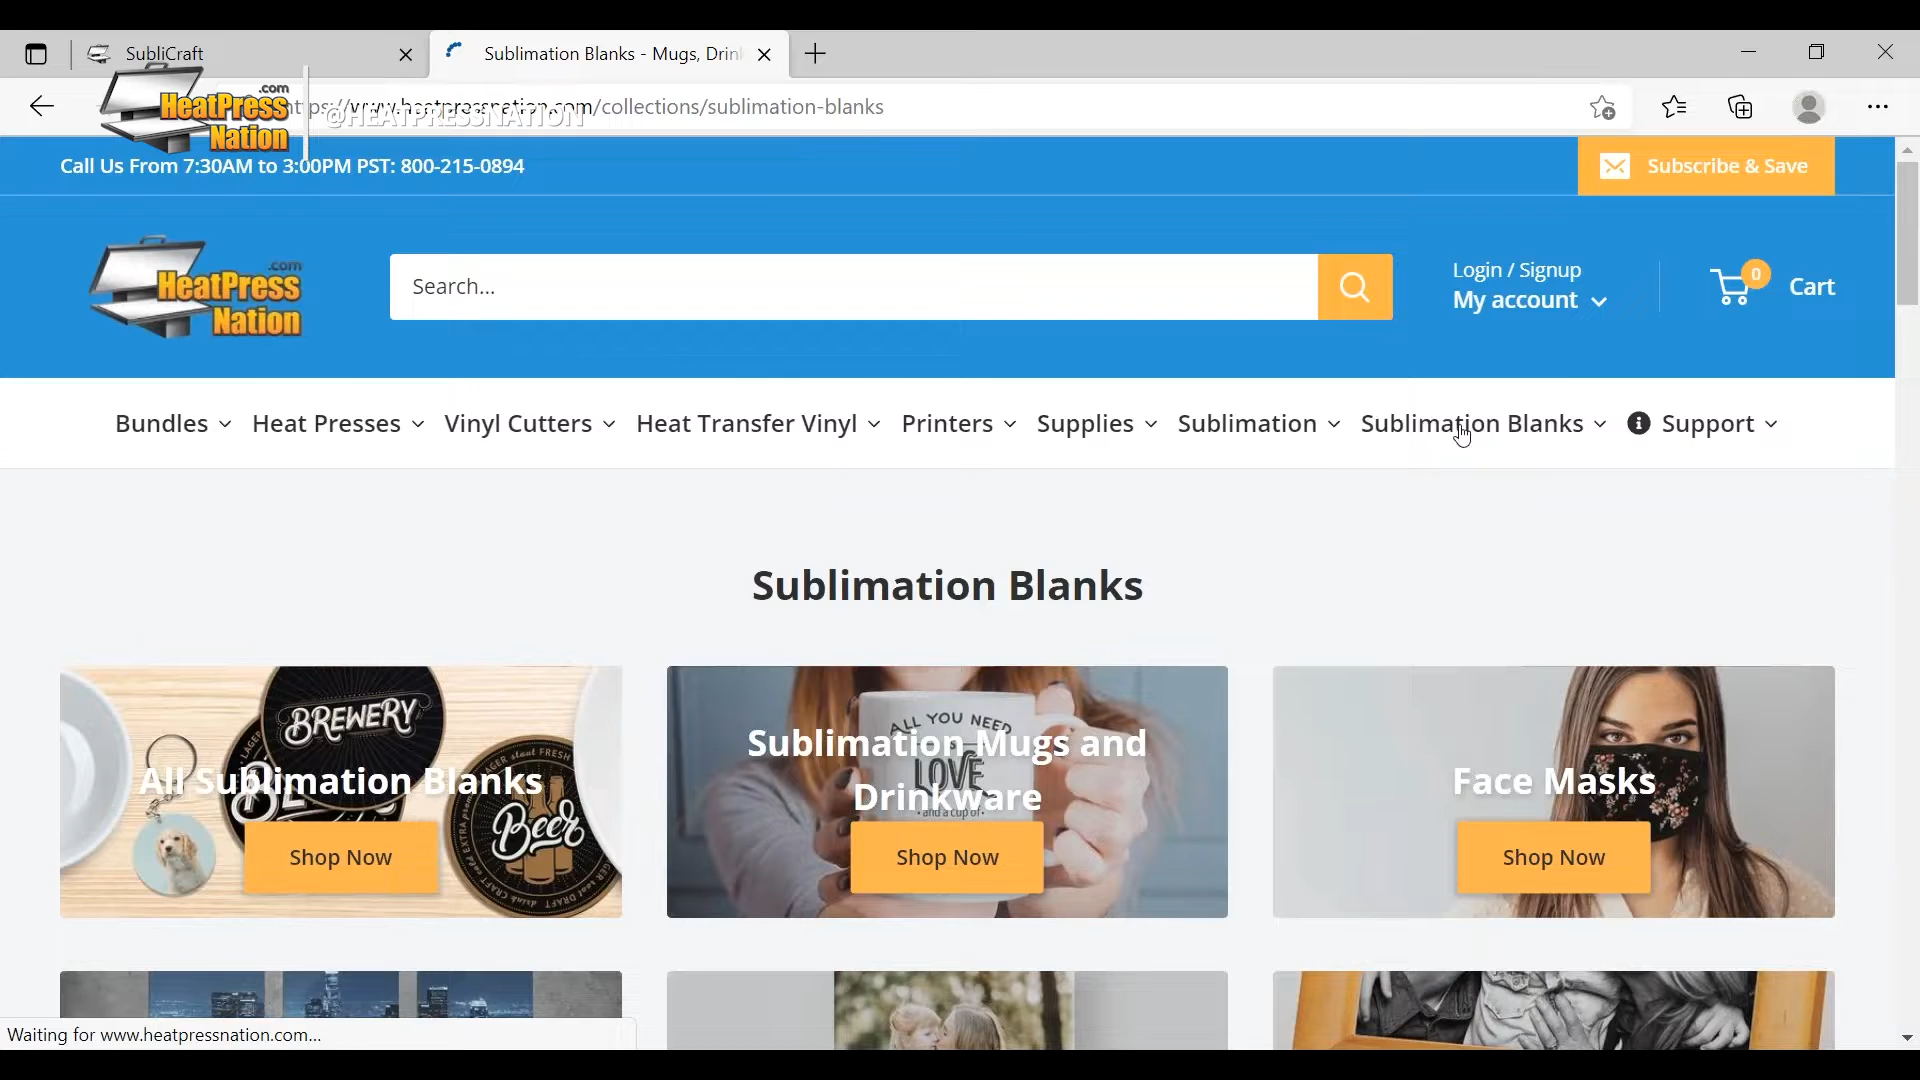 SubliCraft
Sublimation Blanks - Mugs, Drin
HeatPress
.com
Nation
@HEATPRESSNATION
https://www.heatpressnation.com/collections/sublimation-blanks
Call Us From 7:30AM to 3:00PM PST: 800-215-0894
Subscribe & Save
HeatPress
.com
Nation
Search...
Login / Signup
My account
0
Cart
Bundles
Heat Presses
Vinyl Cutters
Heat Transfer Vinyl
Printers
Supplies
Sublimation
Sublimation Blanks
Support
Sublimation Blanks
BREWERY
All Sublimation Blanks
Beer
Shop Now
ALL YOU NEED
Sublimation Mugs and
LOVE
Drinkware
and a cup of
Shop Now
Face Masks
Shop Now
Waiting for www.heatpressnation.com...